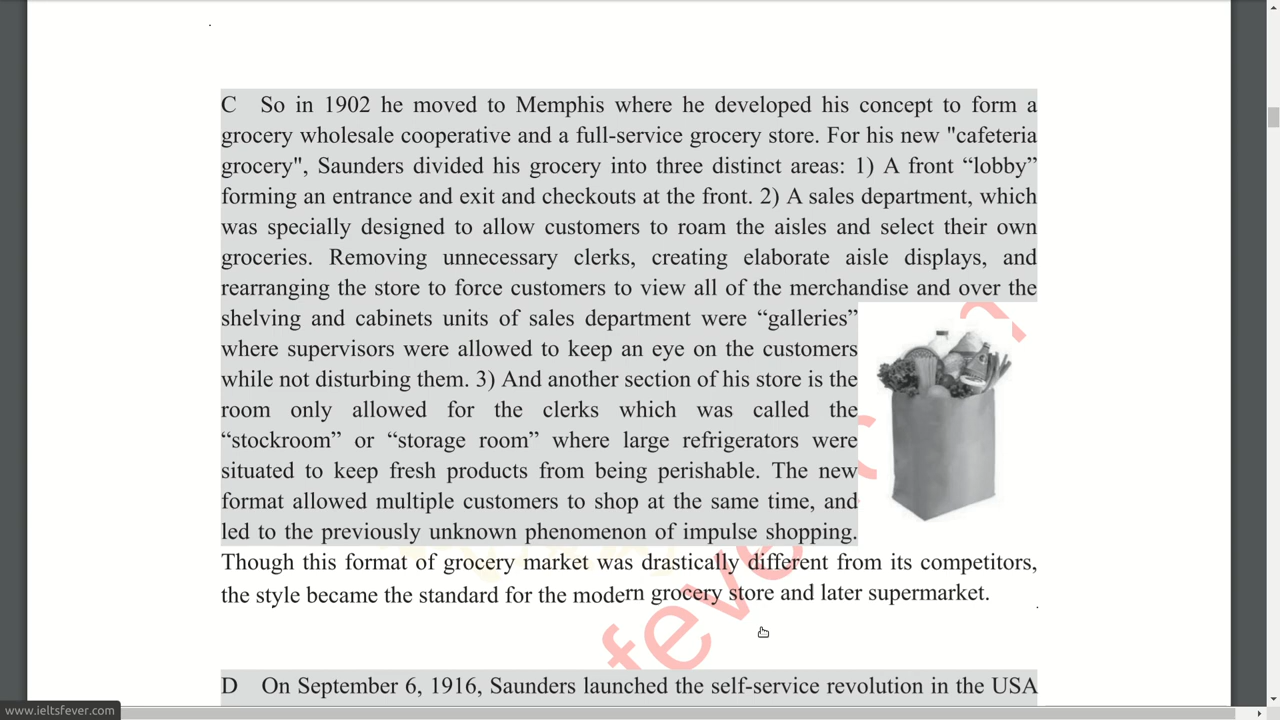 C So in 1902 he moved to Memphis where he developed his concept to form a
grocery wholesale cooperative and a full-service grocery store. For his new "cafeteria
grocery", Saunders divided his grocery into three distinct areas: 1) A front “lobby”
forming an entrance and exit and checkouts at the front. 2) A sales department, which
was specially designed to allow customers to roam the aisles and select their own
groceries. Removing unnecessary clerks, creating elaborate aisle displays, and
rearranging the store to force customers to view all of the merchandise and over the
shelving and cabinets units of sales department were “galleries”
where supervisors were allowed to keep an eye on the customers
while not disturbing them. 3) And another section of his store is the
room only allowed for the clerks which was called the
“stockroom” or “storage room” where large refrigerators were
situated to keep fresh products from being perishable. The new
format allowed multiple customers to shop at the same time, and
led to the previously unknown phenomenon of impulse shopping.
Though this format of grocery market was drastically different from its competitors,
the style became the standard for the modern grocery store and later supermarket.
D On September 6, 1916, Saunders launched the self-service revolution in the USA
www.ieltsfever.com